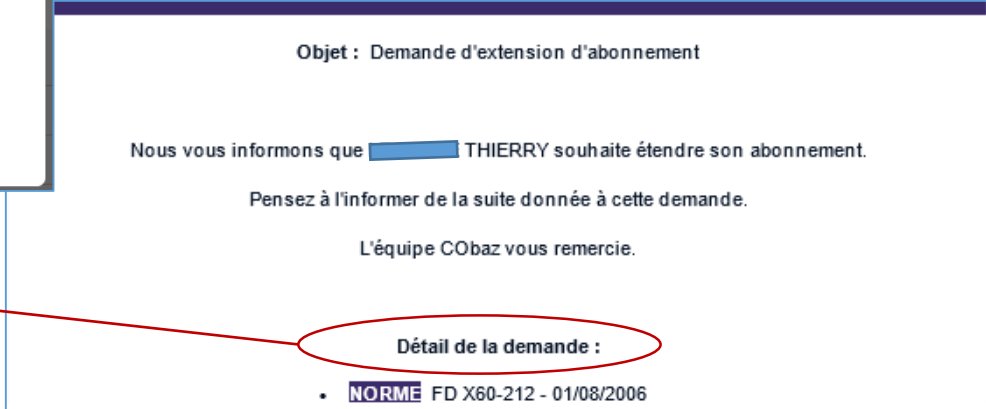 Objet : Demande d'extension d'abonnement
Nous vous informons que THIERRY souhaite étendre son abonnement.
Pensez à l'informer de la suite donnée à cette demande.
L'équipe CObaz vous remercie.
Détail de la demande :
• NORME FD X60-212 - 01/08/2006